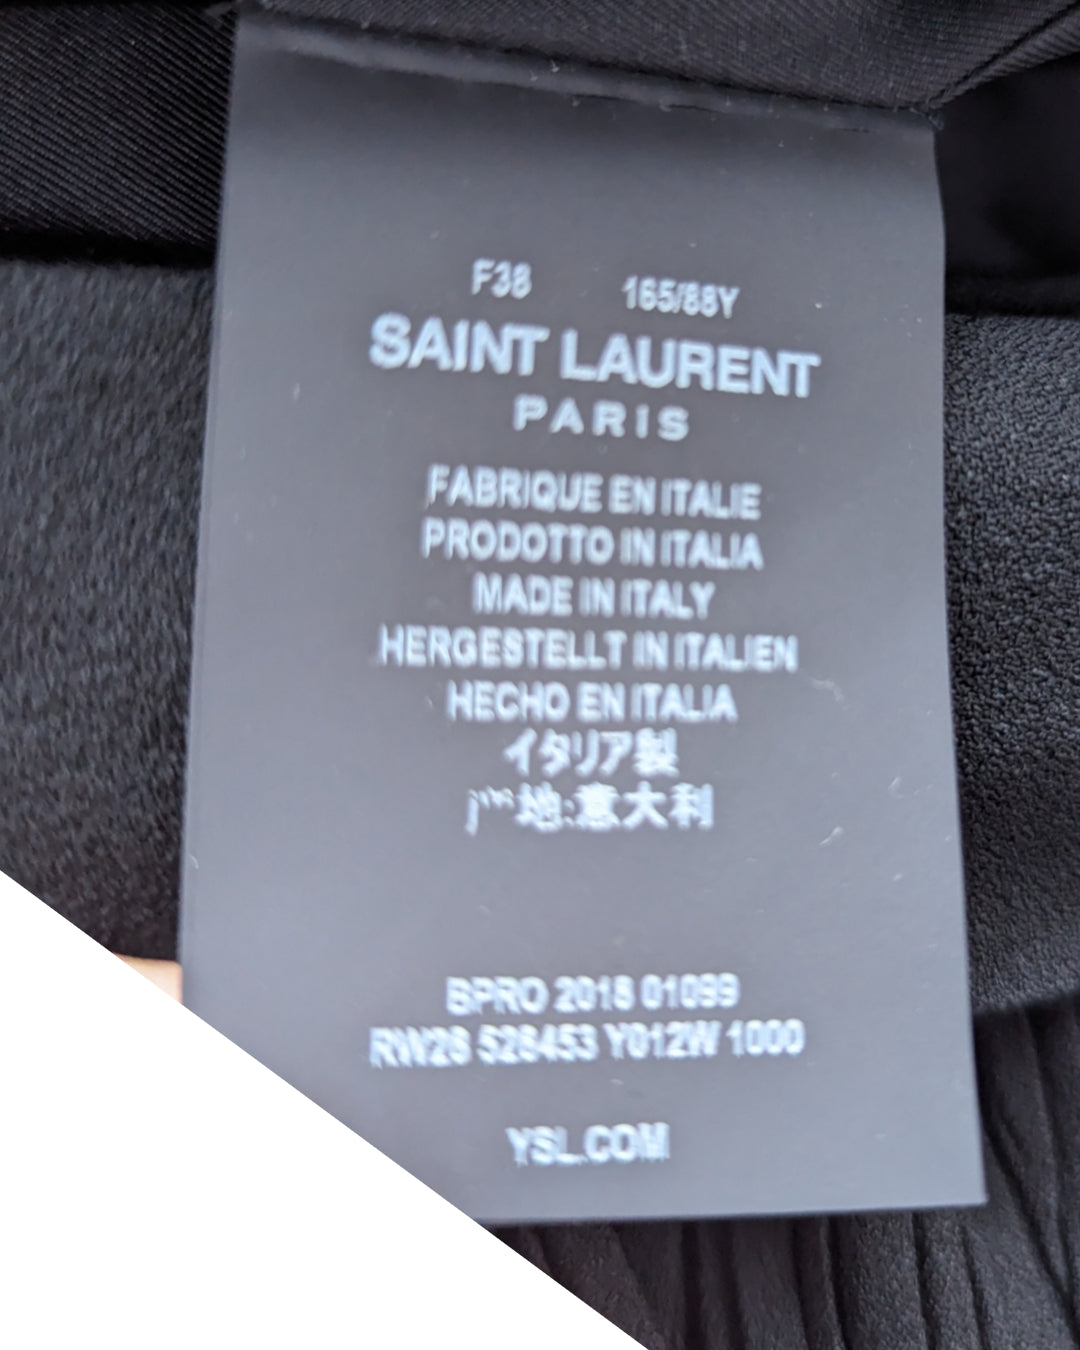 F38 165/88Y
SAINT LAURENT
PARIS
FABRIQUE EN ITALIE
PRODOTTO IN ITALIA
MADE IN ITALY
HERGESTELLT IN ITALIEN
HECHO EN ITALIA
イタリア製
地:意大利
BPRO 2018 01099
528453 Y012W 1000
YSL.COM